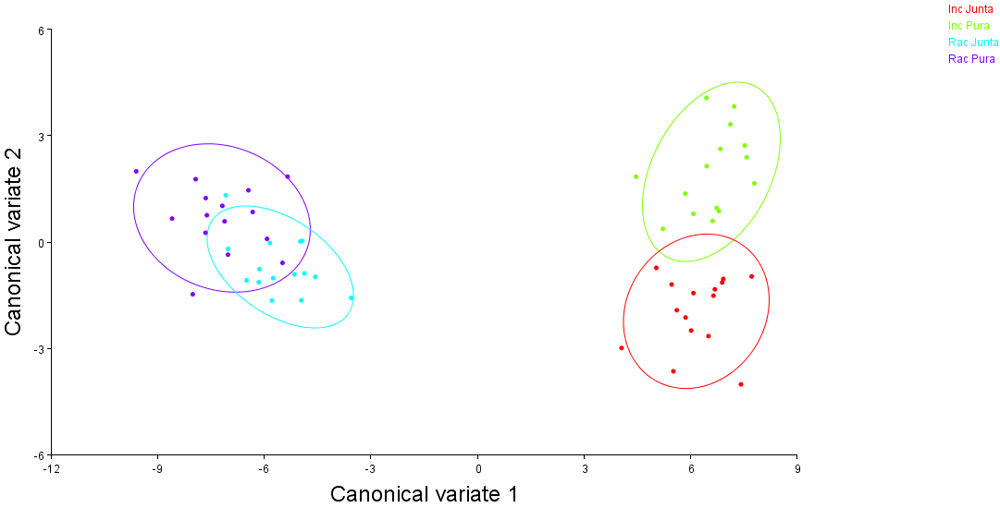 Inc Junta
Inc Pura
Rac Junta
Rac Pura
6
3
0
-3
-6
Canonical variate 2
-12
-9
-6
-3
0
3
6
9
Canonical variate 1